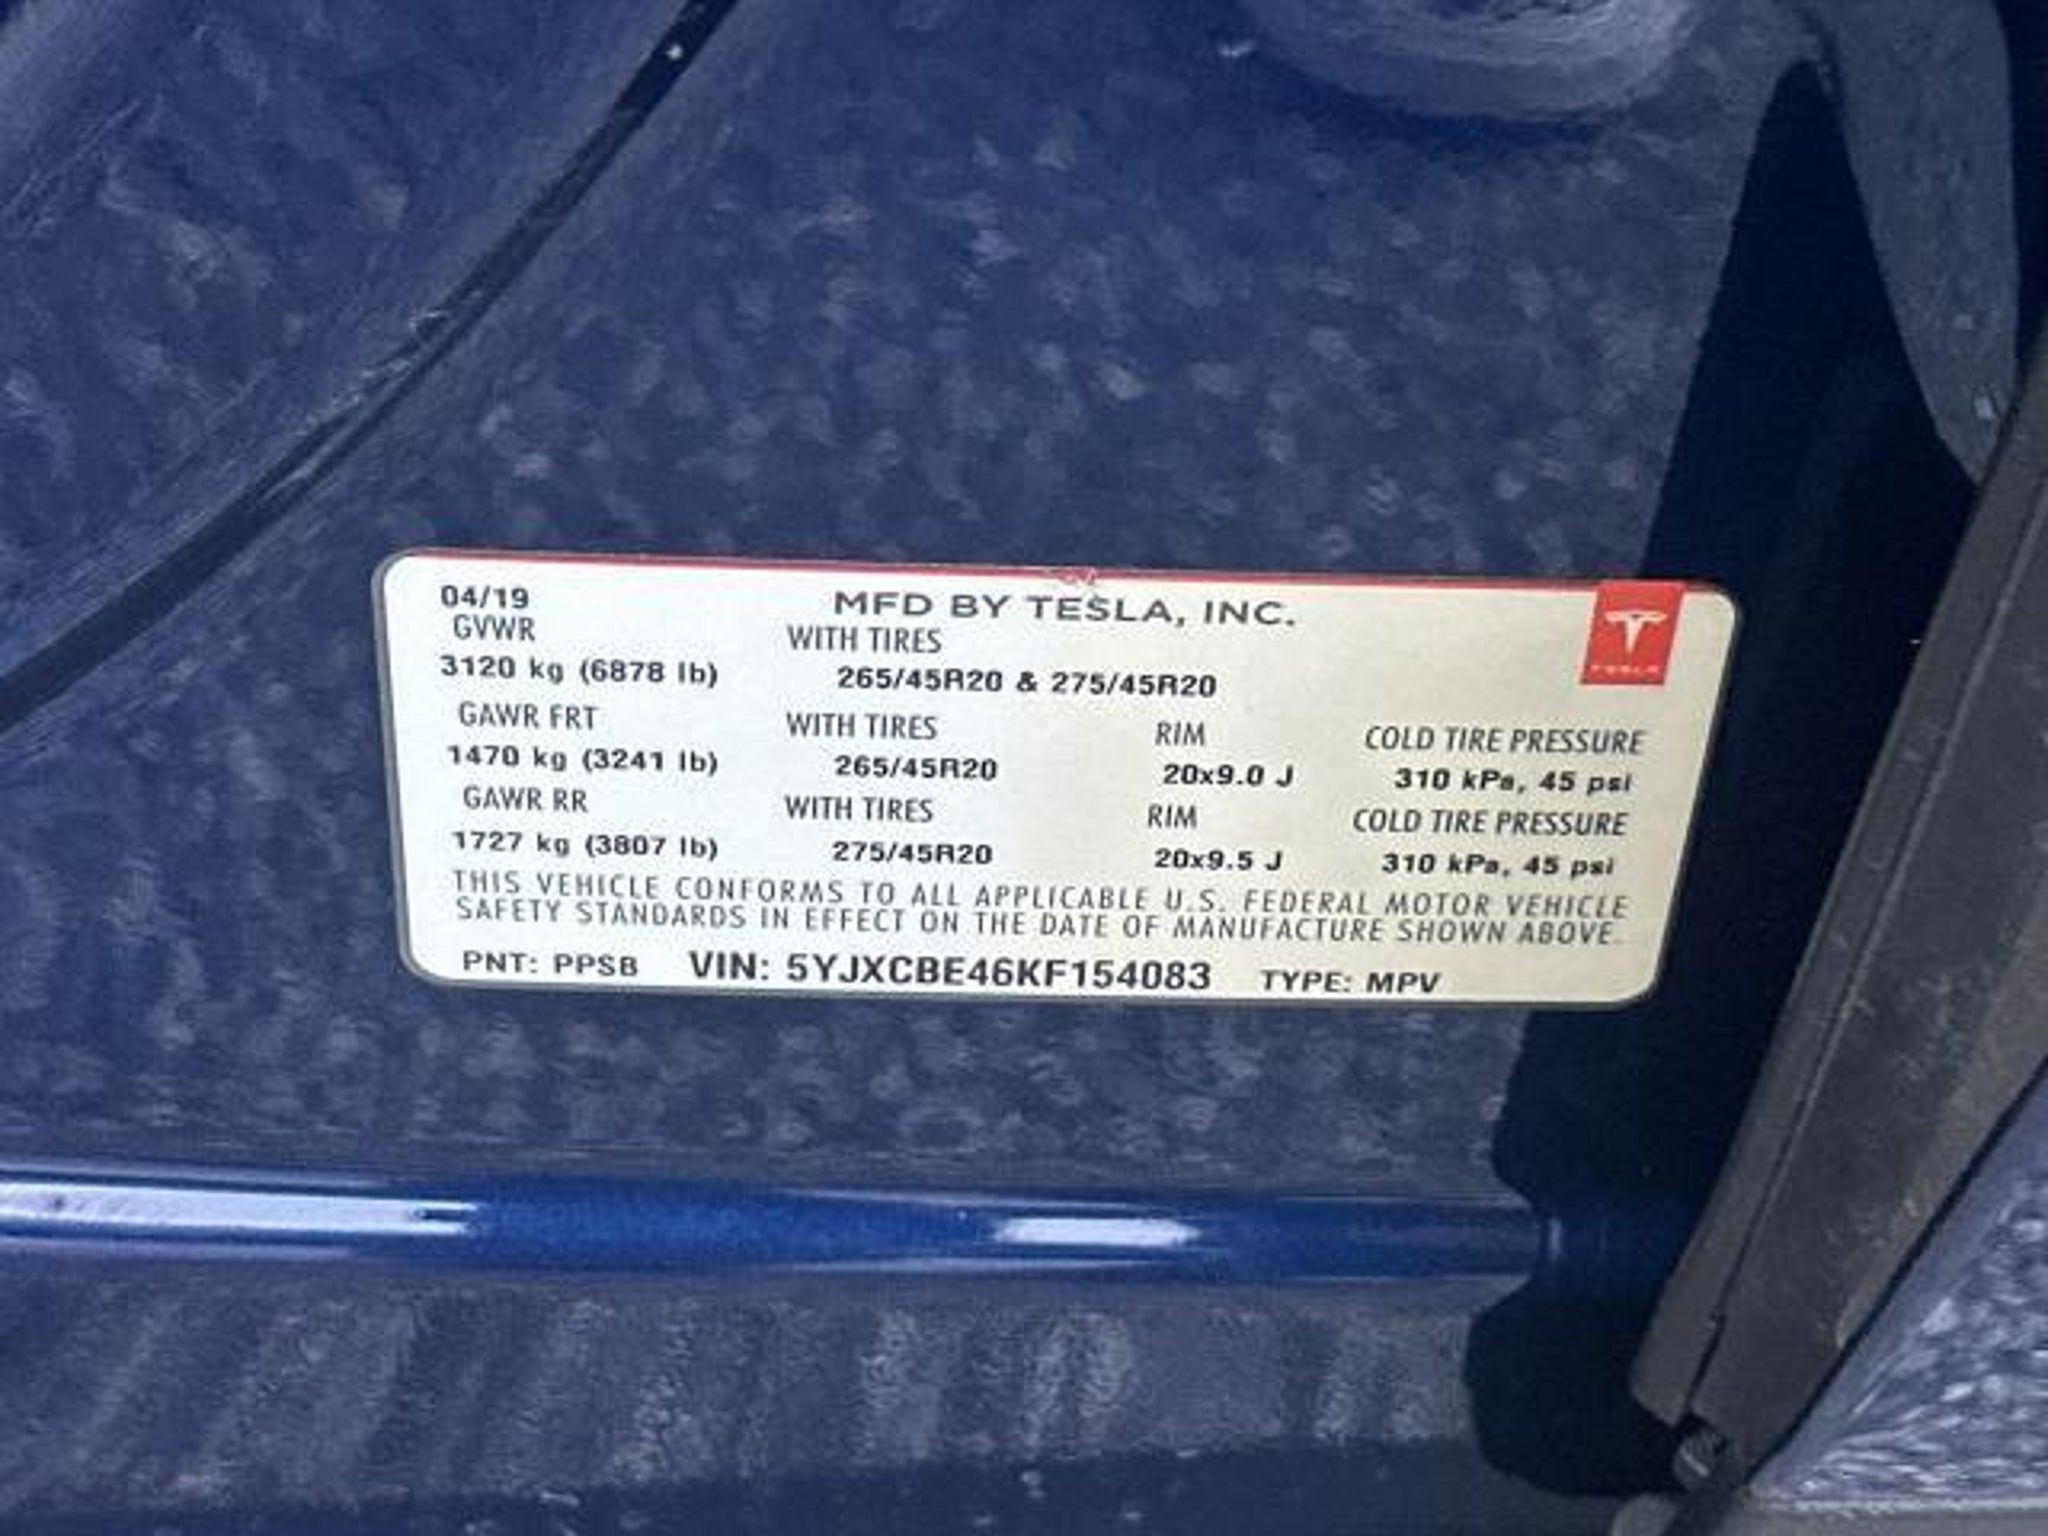 04/19 MFD BY TESLA, INC.
GVWR WITH TIRES
3120 kg (6878 lb) 265/45R20 & 275/45R20
GAWR FRT WITH TIRES RIM COLD TIRE PRESSURE
1470 kg (3241 lb) 265/45R20 20x9.0 J 310 kPa, 45 psi
GAWR RR WITH TIRES RIM COLD TIRE PRESSURE
1727 kg (3807 lb) 275/45R20 20x9.5 J 310 kPa, 45 psi
THIS VEHICLE CONFORMS TO ALL APPLICABLE U.S. FEDERAL MOTOR VEHICLE
SAFETY STANDARDS IN EFFECT ON THE DATE OF MANUFACTURE SHOWN ABOVE.
PNT: PPSB VIN: 5YJXCBE46KF154083 TYPE: MPV
TESLA